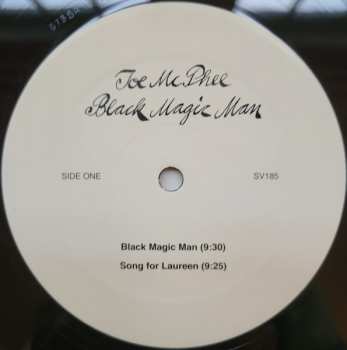 Joe McPhee
Black Magic Man
SIDE ONE
SV185
Black Magic Man (9:30)
Song for Laureen (9:25)